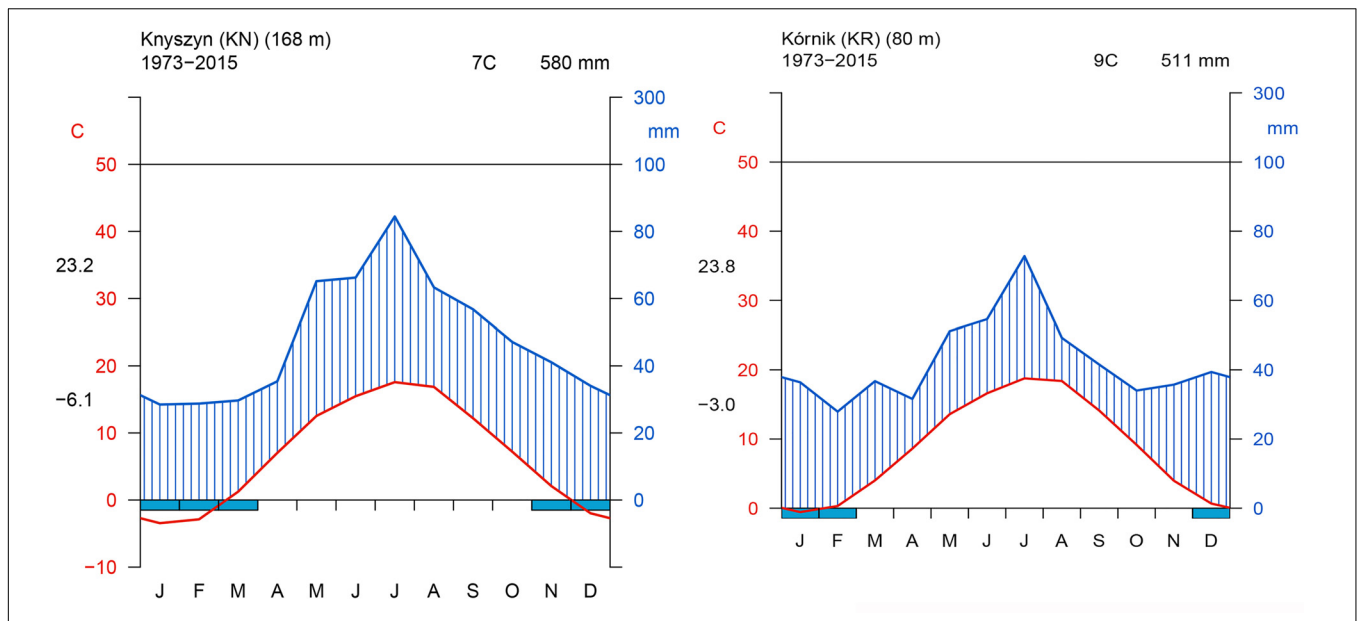 Knyszyn (KN) (168 m)
1973−2015 7C 580 mm
300
C mm
50 100
40 80
23.2
30 60
20 40
−6.1
10 20
0 0
−10
J F M A M J J A S O N D
Kórnik (KR) (80 m)
1973−2015 9C 511 mm
300
C mm
50 100
40 80
23.8
30 60
20 40
−3.0
10 20
0 0
J F M A M J J A S O N D